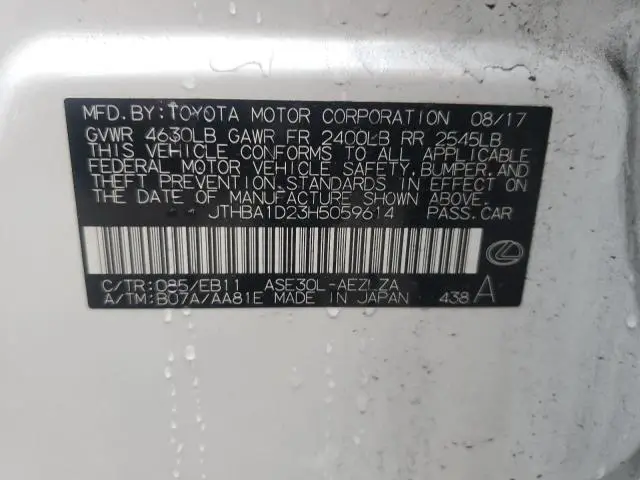 MFD.BY:TOYOTA MOTOR CORPORATION 08/17
GVWR 4630LB GAWR FR 2400LB RR 2545LB
THIS VEHICLE CONFORMS TO ALL APPLICABLE
FEDERAL MOTOR VEHICLE SAFETY, BUMPER, AND
THEFT PREVENTION STANDARDS IN EFFECT ON
THE DATE OF MANUFACTURE SHOWN ABOVE.
JTHBA1D23H5059614 PASS.CAR
C/TR:085/EB11 ASE30L-AEZLZA
A/TM:B07A/AA81E MADE IN JAPAN 438 A